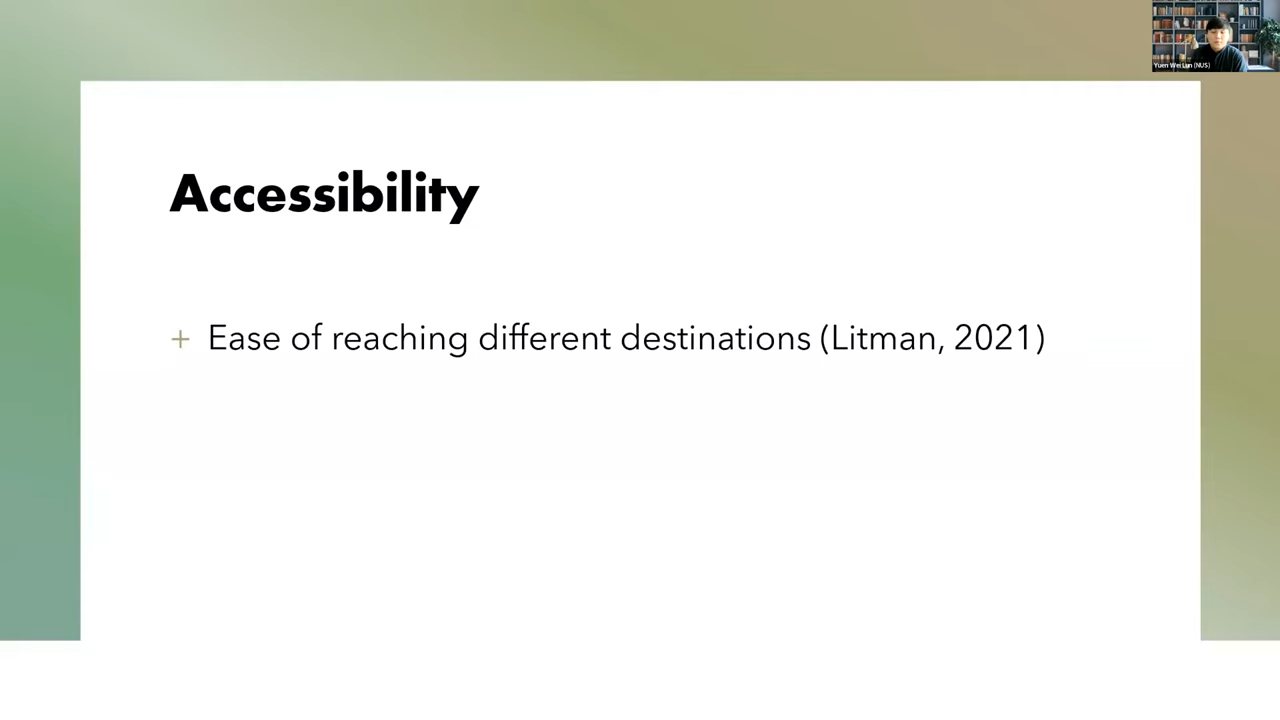 Yuen Wei Lun (NUS)
Accessibility
+ Ease of reaching different destinations (Litman, 2021)